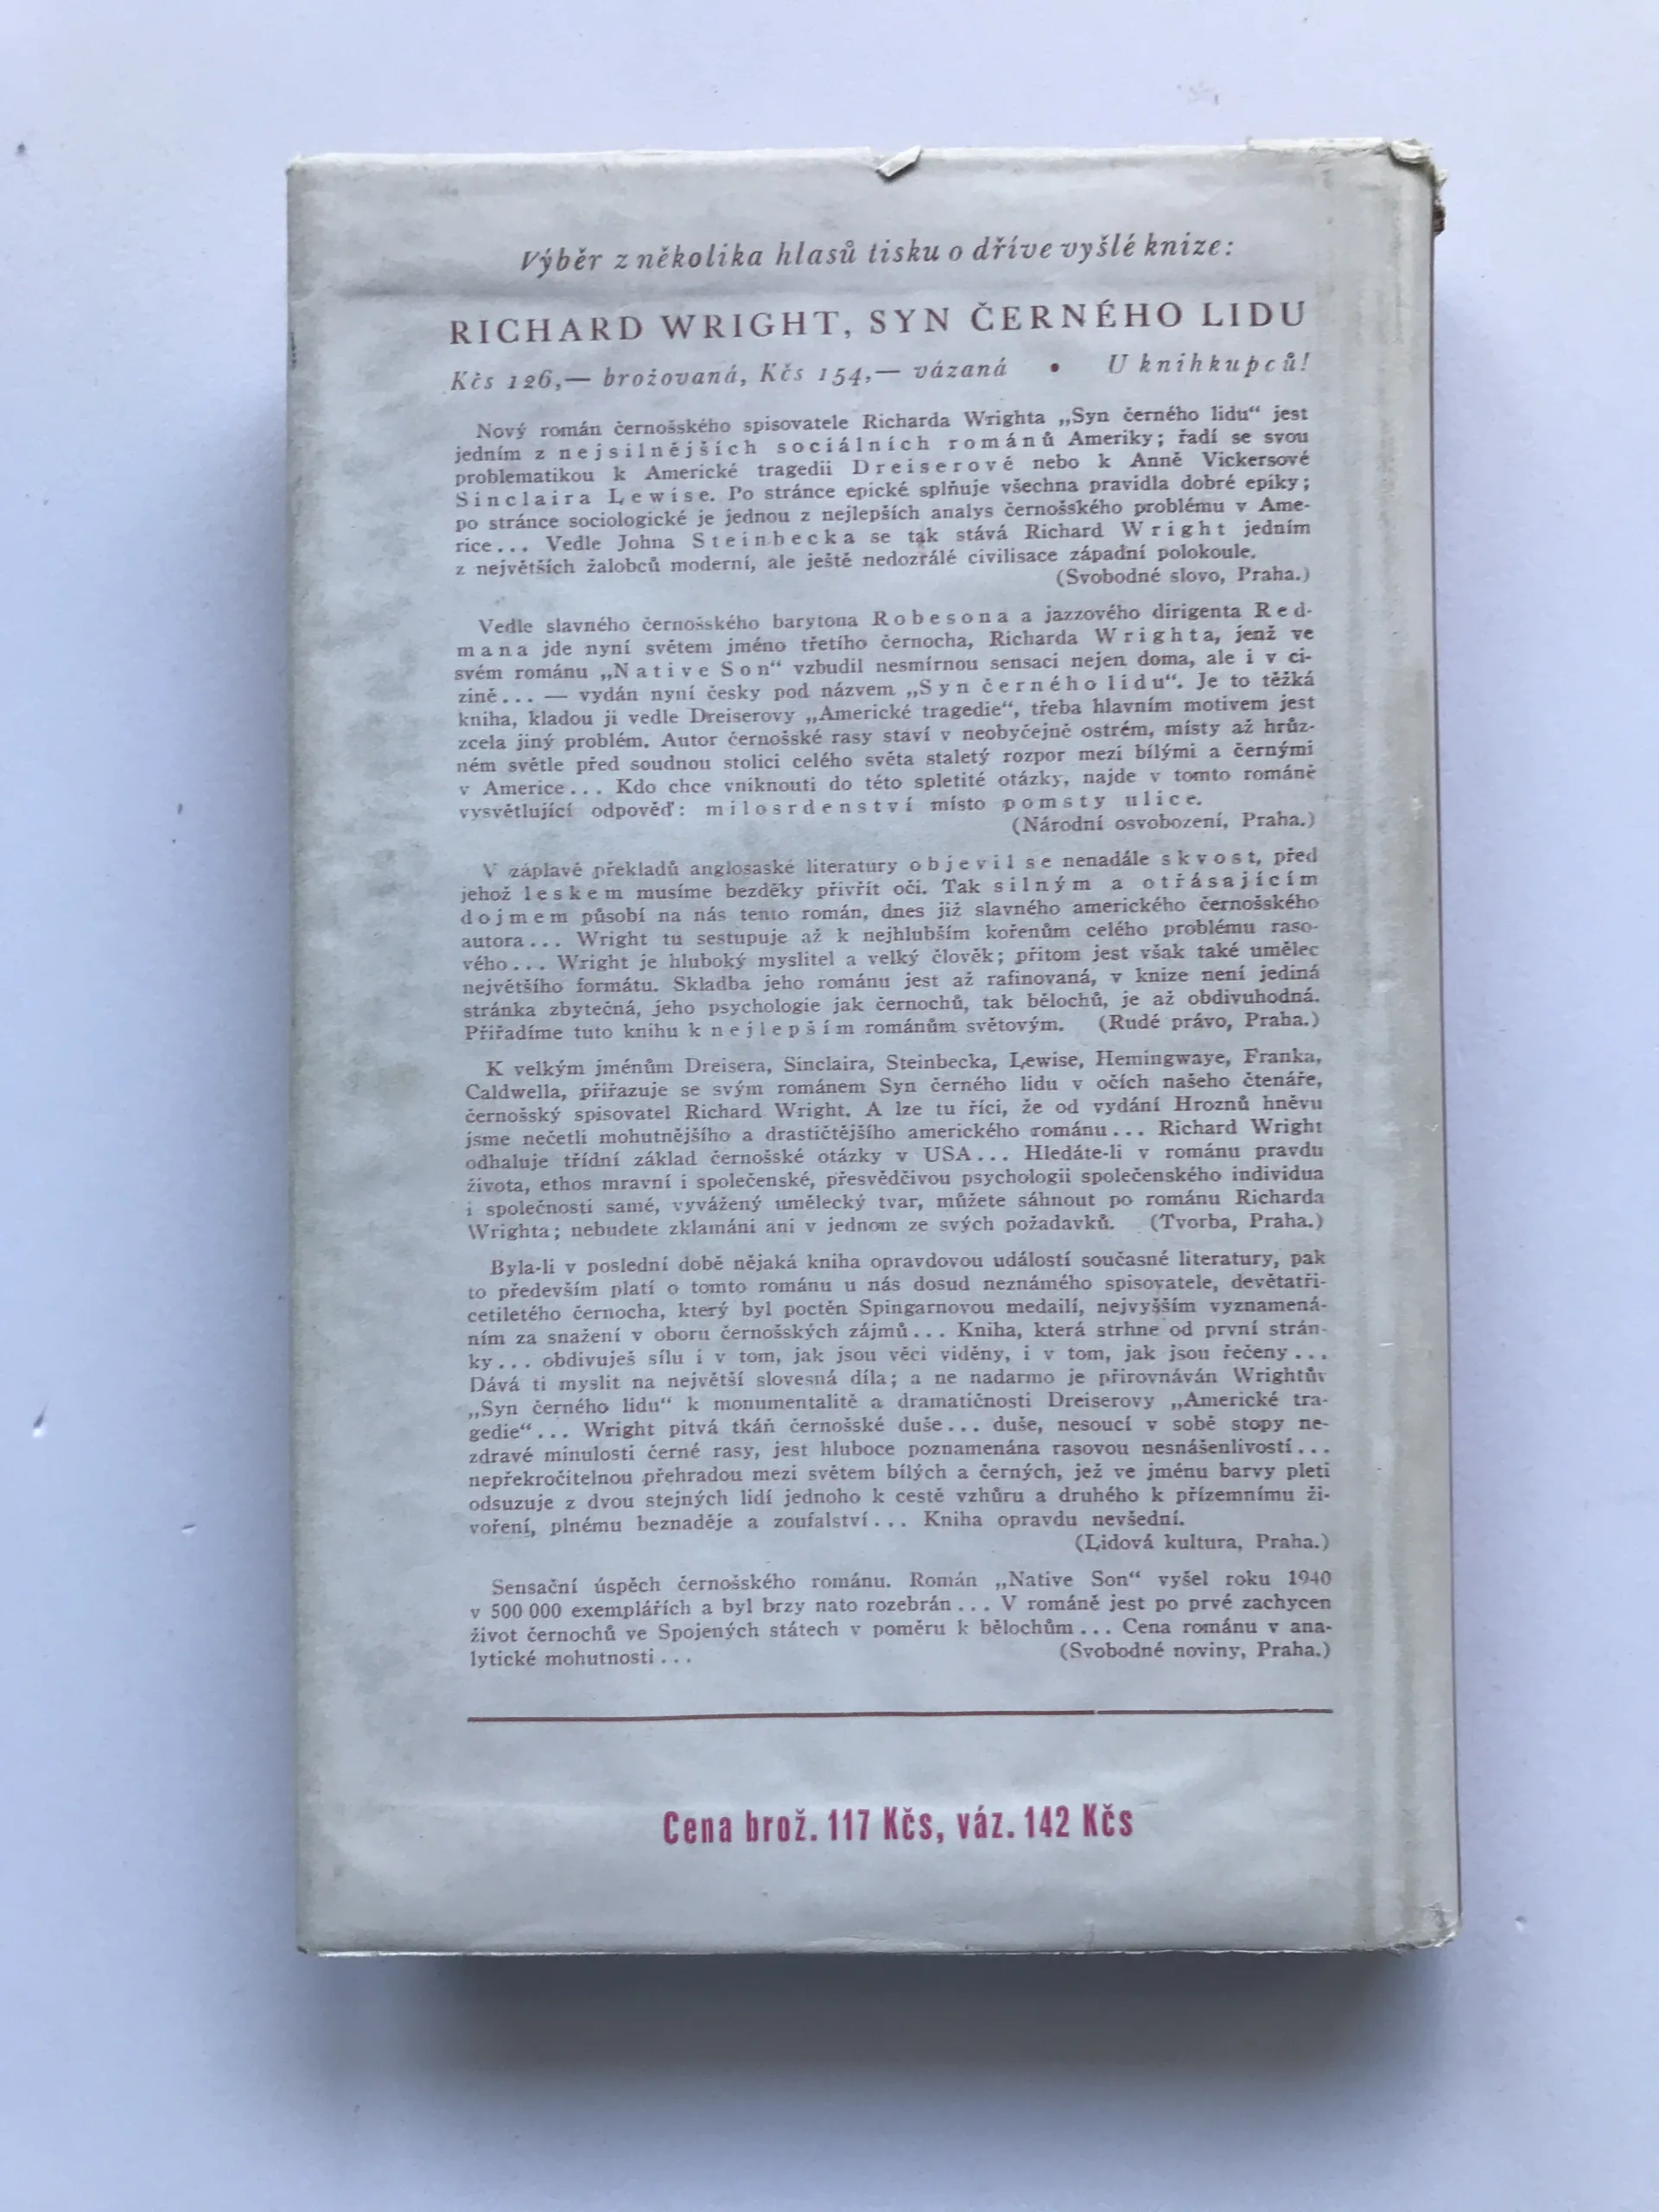 Výběr z několika hlasů tisku o dříve vyšlé knize:
RICHARD WRIGHT, SYN ČERNÉHO LIDU
Kčs 126,— brožovaná, Kčs 154,— vázaná • U knihkupců!
Nový román černošského spisovatele Richarda Wrighta „Syn černého lidu“ jest
jedním z nejsilnějších sociálních románů Ameriky; řadí se svou
problematikou k Americké tragedii Dreiserově nebo k Anně Vickersové
Sinclaira Lewise. Po stránce epické splňuje všechna pravidla dobré epiky;
po stránce sociologické je jednou z nejlepších analys černošského problému v Ame-
rice... Vedle Johna Steinbecka se tak stává Richard Wright jedním
z největších žalobců moderní, ale ještě nedozrálé civilisace západní polokoule.
(Svobodné slovo, Praha.)
Vedle slavného černošského barytona Robesona a jazzového dirigenta Red-
mana jde nyní světem jméno třetího černocha, Richarda Wrighta, jenž ve
svém románu „Native Son“ vzbudil nesmírnou sensaci nejen doma, ale i v ci-
zině... — vydán nyní česky pod názvem „Syn černého lidu“. Je to těžká
kniha, kladou ji vedle Dreiserovy „Americké tragedie“, třeba hlavním motivem jest
zcela jiný problém. Autor černošské rasy staví v neobyčejně ostrém, místy až hrůz-
ném světle před soudnou stolici celého světa staletý rozpor mezi bílými a černými
v Americe... Kdo chce vniknouti do této spletité otázky, najde v tomto románě
vysvětlující odpověď: milosrdenství místo pomsty ulice.
(Národní osvobození, Praha.)
V záplavě překladů anglosaské literatury objevil se nenadále skvost, před
jehož leskem musíme bezděky přivřít oči. Tak silným a otřásajícím
dojmem působí na nás tento román, dnes již slavného amerického černošského
autora... Wright tu sestupuje až k nejhlubším kořenům celého problému raso-
vého... Wright je hluboký myslitel a velký člověk; přitom jest však také umělec
největšího formátu. Skladba jeho románu jest až rafinovaná, v knize není jediná
stránka zbytečná, jeho psychologie jak černochů, tak bělochů, je až obdivuhodná.
Přiřadíme tuto knihu k nejlepším románům světovým. (Rudé právo, Praha.)
K velkým jménům Dreisera, Sinclaira, Steinbecka, Lewise, Hemingwaye, Franka,
Caldwella, přiřazuje se svým románem Syn černého lidu v očích našeho čtenáře,
černošský spisovatel Richard Wright. A lze tu říci, že od vydání Hroznů hněvu
jsme nečetli mohutnějšího a drastičtějšího amerického románu... Richard Wright
odhaluje třídní základ černošské otázky v USA... Hledáte-li v románu pravdu
života, ethos mravní i společenské, přesvědčivou psychologii společenského individua
i společnosti samé, vyvážený umělecký tvar, můžete sáhnout po románu Richarda
Wrighta; nebudete zklamáni ani v jednom ze svých požadavků. (Tvorba, Praha.)
Byla-li v poslední době nějaká kniha opravdovou událostí současné literatury, pak
to především platí o tomto románu u nás dosud neznámého spisovatele, devětatři-
cetiletého černocha, který byl poctěn Spingarnovou medailí, nejvyšším vyznamená-
ním za snažení v oboru černošských zájmů... Kniha, která strhne od první strán-
ky... obdivuješ sílu i v tom, jak jsou věci viděny, i v tom, jak jsou řečeny...
Dává ti myslit na největší slovesná díla; a ne nadarmo je přirovnáván Wrightův
„Syn černého lidu“ k monumentalitě a dramatičnosti Dreiserovy „Americké tra-
gedie“... Wright pitvá tkáň černošské duše... duše, nesoucí v sobě stopy ne-
zdravé minulosti černé rasy, jest hluboce poznamenána rasovou nesnášenlivostí...
nepřekročitelnou přehradou mezi světem bílých a černých, jež ve jménu barvy pleti
odsuzuje z dvou stejných lidí jednoho k cestě vzhůru a druhého k přízemnímu ži-
voření, plnému beznaděje a zoufalství... Kniha opravdu nevšední.
(Lidová kultura, Praha.)
Sensační úspěch černošského románu. Román „Native Son“ vyšel roku 1940
v 500 000 exemplářích a byl brzy nato rozebrán... V románě jest po prvé zachycen
život černochů ve Spojených státech v poměru k bělochům... Cena románu v ana-
lytické mohutnosti... (Svobodné noviny, Praha.)
Cena brož. 117 Kčs, váz. 142 Kčs